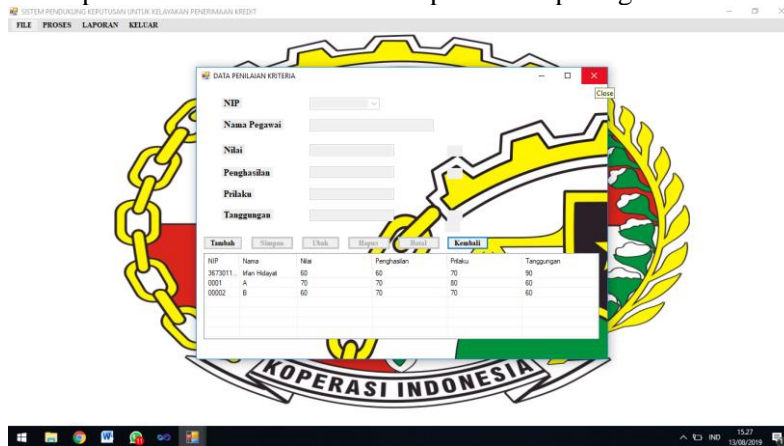 SISTEM PENDUKUNG KEPUTUSAN UNTUK KELAYAKAN PENERIMAAN KREDIT
FILE PROSES LAPORAN KELUAR
DATA PENILAIAN KRITERIA
Close
NIP
Nama Pegawai
Nilai
Penghasilan
Prilaku
Tanggungan
Tambah Simpan Ubah Hapus Batal Kembali
NIP Nama Nilai Penghasilan Prilaku Tanggungan
3673011... Irfan Hidayat 60 60 70 90
0001 A 70 70 80 60
00002 B 60 70 70 60
KOPERASI INDONESIA
IND 15.27
13/08/2019